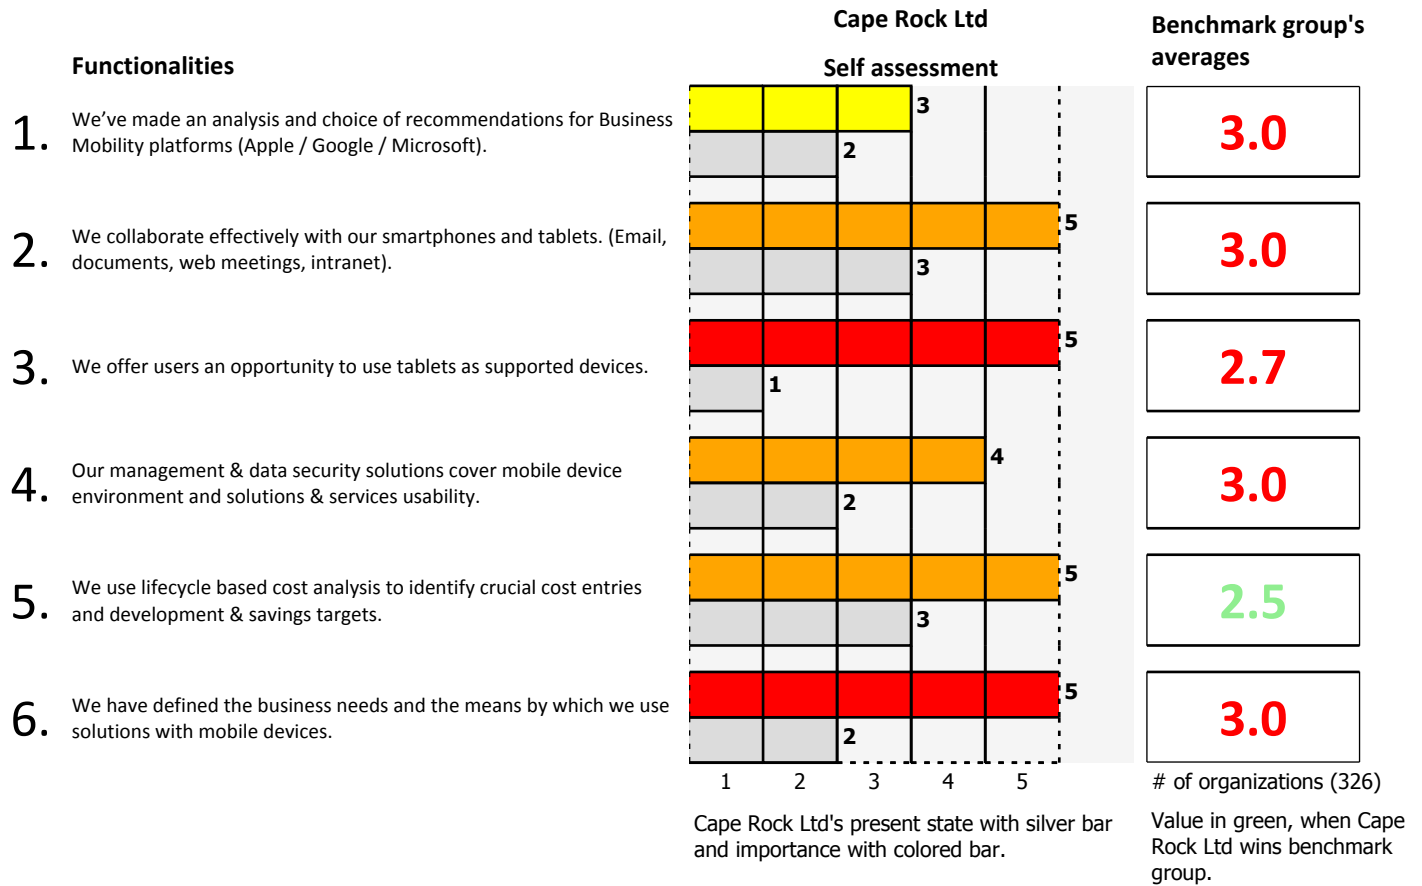 Cape Rock Ltd
Benchmark group's
averages
Functionalities
Self assessment
1.
We've made an analysis and choice of recommendations for Business
Mobility platforms (Apple / Google / Microsoft).
3
2
3.0
2.
We collaborate effectively with our smartphones and tablets. (Email,
documents, web meetings, intranet).
5
3
3.0
3.
We offer users an opportunity to use tablets as supported devices.
5
1
2.7
4.
Our management & data security solutions cover mobile device
environment and solutions & services usability.
4
2
3.0
5.
We use lifecycle based cost analysis to identify crucial cost entries
and development & savings targets.
5
3
2.5
6.
We have defined the business needs and the means by which we use
solutions with mobile devices.
5
2
3.0
1 2 3 4 5
# of organizations (326)
Cape Rock Ltd's present state with silver bar
and importance with colored bar.
Value in green, when Cape
Rock Ltd wins benchmark
group.